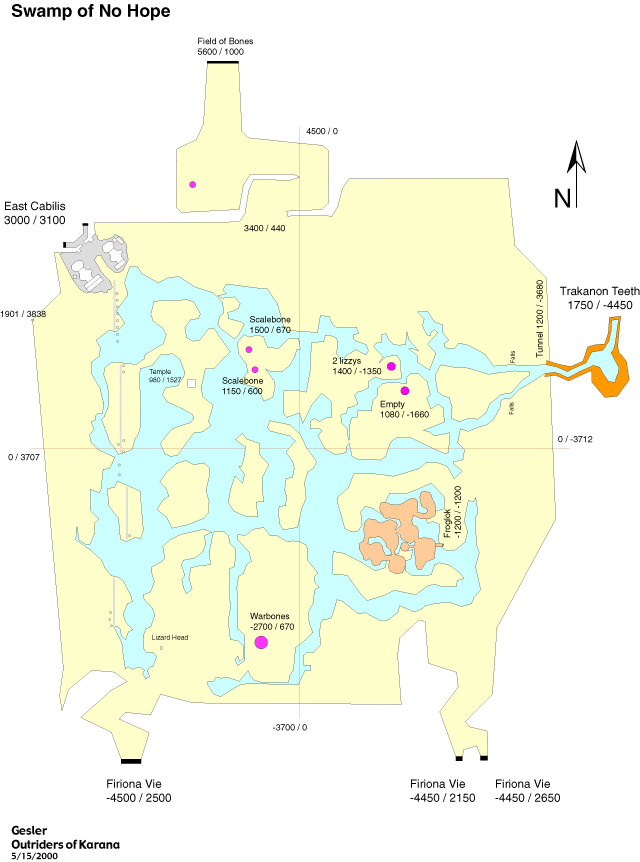 Swamp of No Hope
Field of Bones
5600 / 1000
4500 / 0
N
East Cabilis
3000 / 3100
3400 / 440
Trakanon Teeth
1750 / -4450
Tunnel 1200 / -3680
1901 / 3838
Scalebone
1500 / 670
Falls
2 lizzys
1400 / -1350
Temple
980 / 1527
Scalebone
1150 / 600
Empty
1080 / -1660
Falls
0 / -3712
0 / 3707
Froglok
-1200 / -1200
Warbones
-2700 / 670
Lizard Head
-3700 / 0
Firiona Vie
-4500 / 2500
Firiona Vie
-4450 / 2150
Firiona Vie
-4450 / 2650
Gesler
Outriders of Karana
5/15/2000